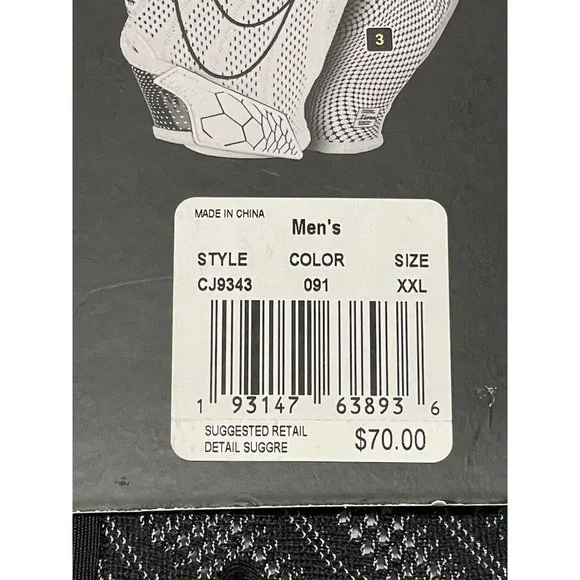 3
MADE IN CHINA
Men's
STYLE COLOR SIZE
CJ9343 091 XXL
1 93147 63893 6
SUGGESTED RETAIL
DETAIL SUGGRE $70.00